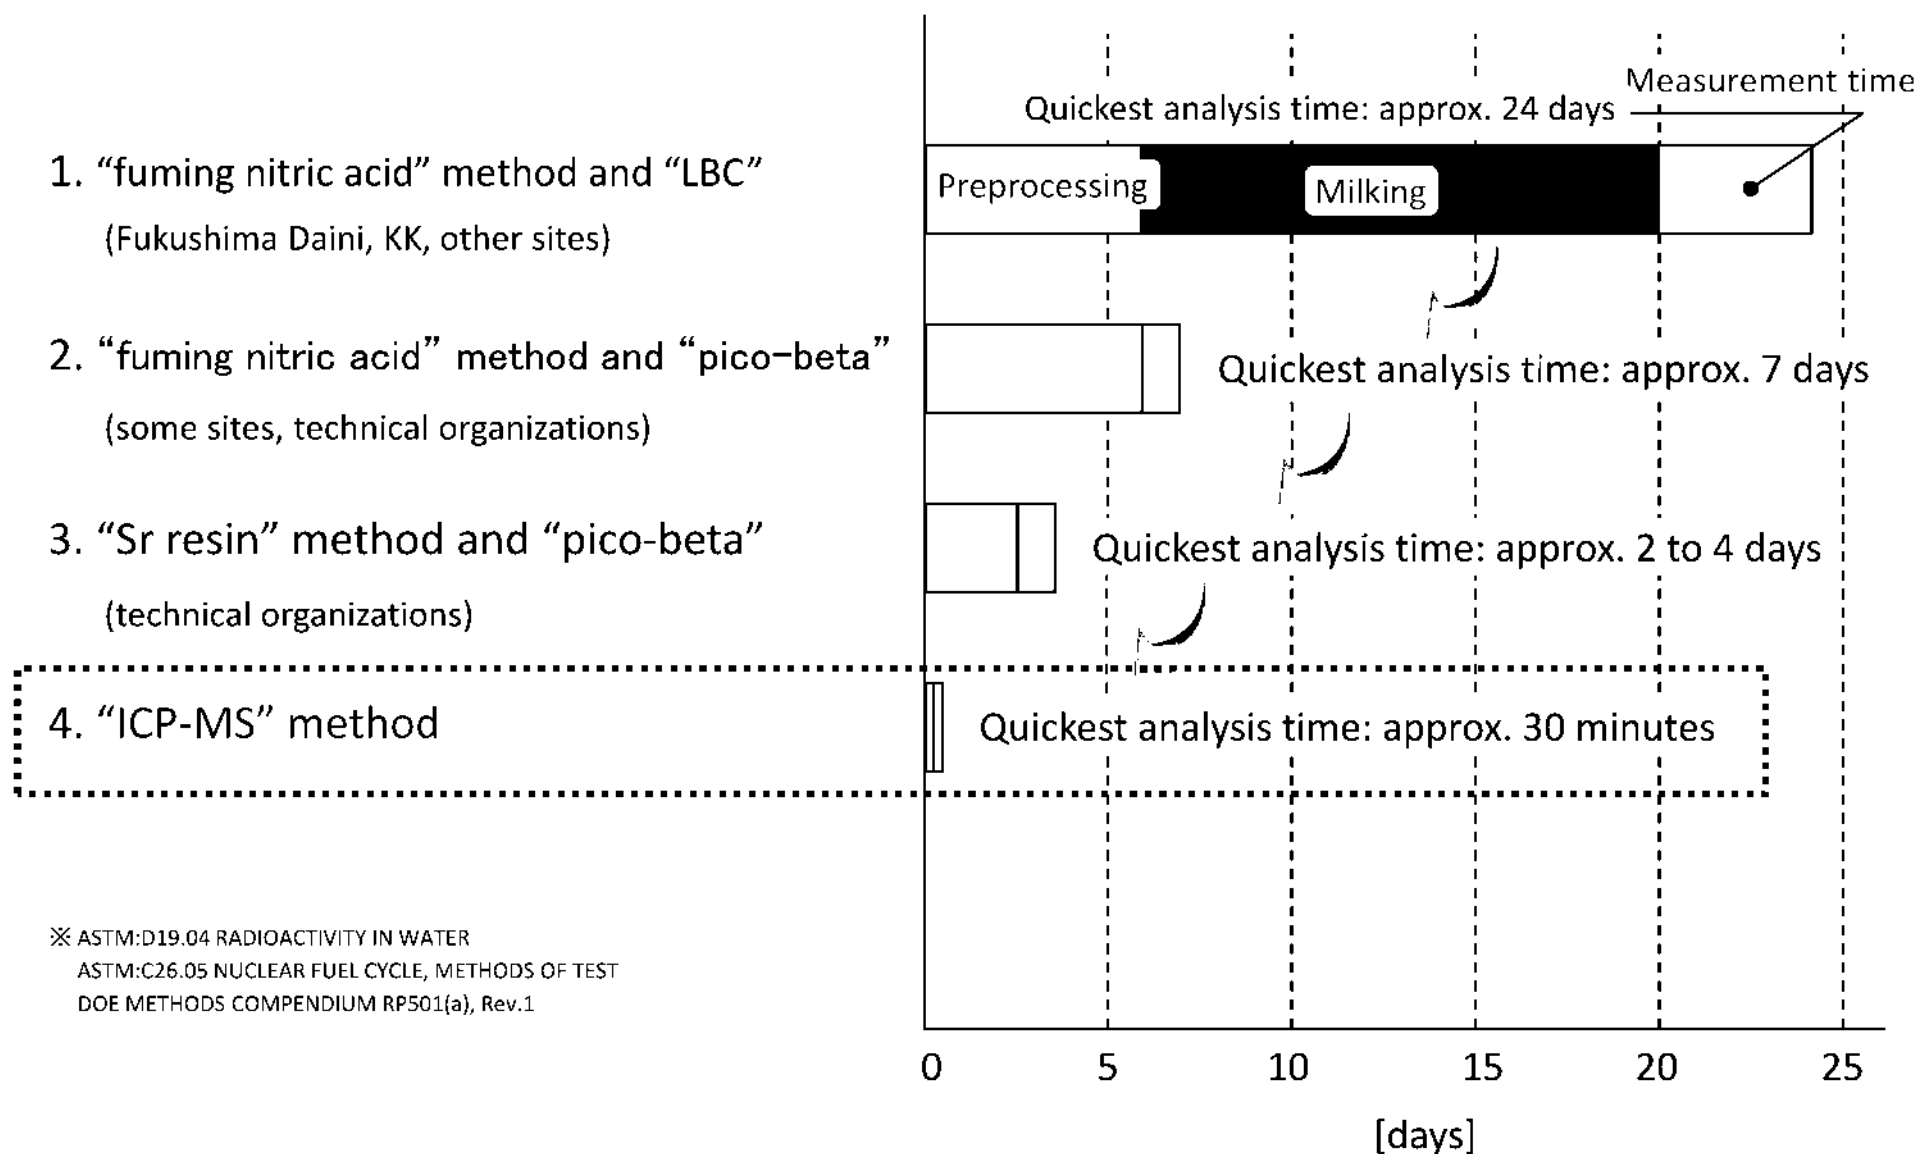 Measurement time
Quickest analysis time: approx. 24 days
1. “fuming nitric acid” method and “LBC”
(Fukushima Daini, KK, other sites)
Preprocessing
Milking
2. “fuming nitric acid” method and “pico-beta”
(some sites, technical organizations)
Quickest analysis time: approx. 7 days
3. “Sr resin” method and “pico-beta”
(technical organizations)
Quickest analysis time: approx. 2 to 4 days
4. “ICP-MS” method
Quickest analysis time: approx. 30 minutes
※ ASTM:D19.04 RADIOACTIVITY IN WATER
ASTM:C26.05 NUCLEAR FUEL CYCLE, METHODS OF TEST
DOE METHODS COMPENDIUM RP501(a), Rev.1
0 5 10 15 20 25
[days]